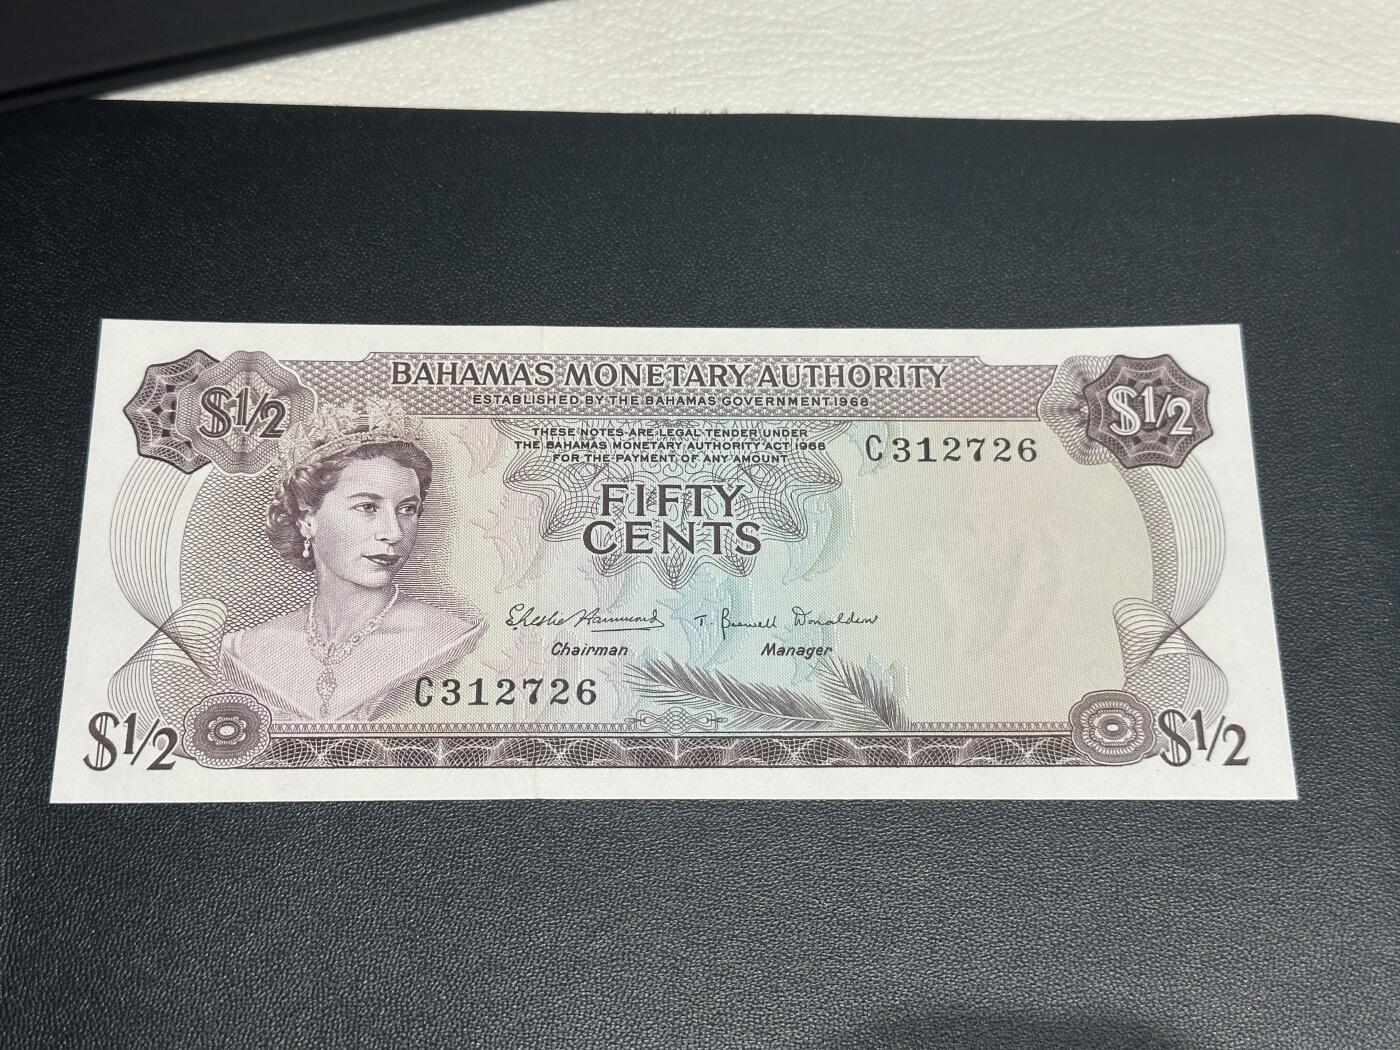 BAHAMAS MONETARY AUTHORITY
ESTABLISHED BY THE BAHAMAS GOVERNMENT 1968
$1/2
$1/2
THESE NOTES ARE LEGAL TENDER UNDER
THE BAHAMAS MONETARY AUTHORITY ACT 1968
FOR THE PAYMENT OF ANY AMOUNT
C312726
FIFTY
CENTS
T. Baswell Donaldson
Chairman
Manager
C312726
$1/2
$1/2